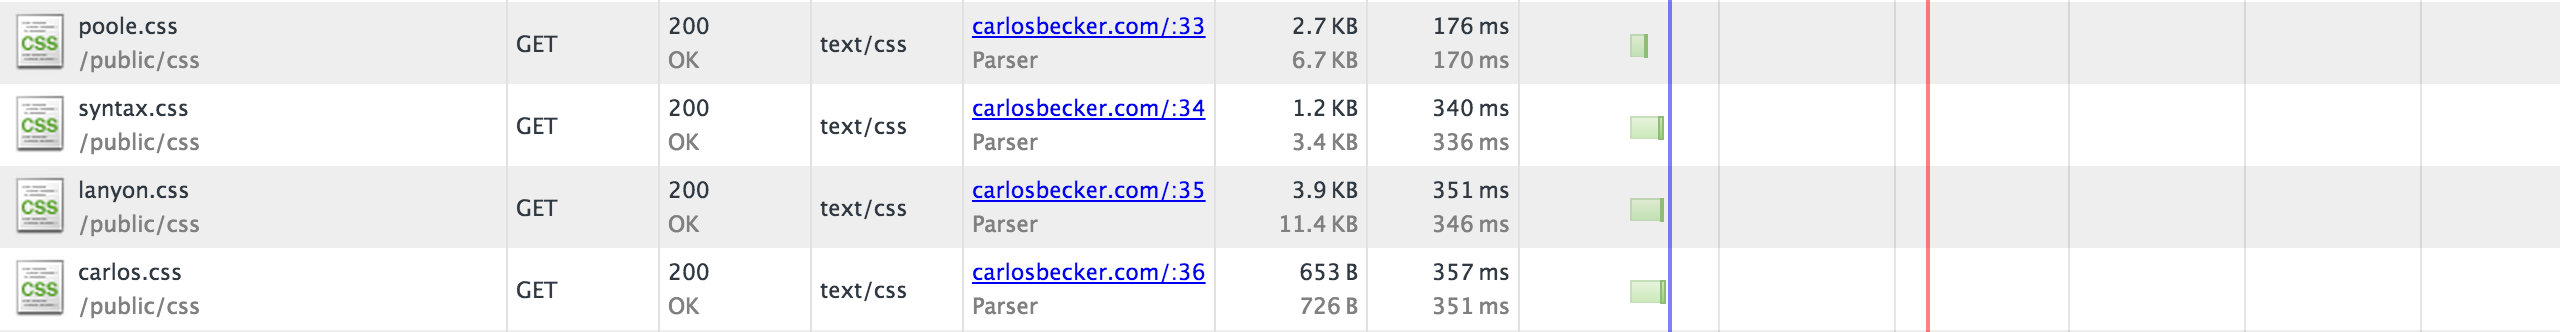 poole.css GET 200 text/css carlosbecker.com/:33 2.7 KB 176 ms
CSS /public/css OK Parser 6.7 KB 170 ms
syntax.css GET 200 text/css carlosbecker.com/:34 1.2 KB 340 ms
CSS /public/css OK Parser 3.4 KB 336 ms
lanyon.css GET 200 text/css carlosbecker.com/:35 3.9 KB 351 ms
CSS /public/css OK Parser 11.4 KB 346 ms
carlos.css GET 200 text/css carlosbecker.com/:36 653 B 357 ms
CSS /public/css OK Parser 726 B 351 ms